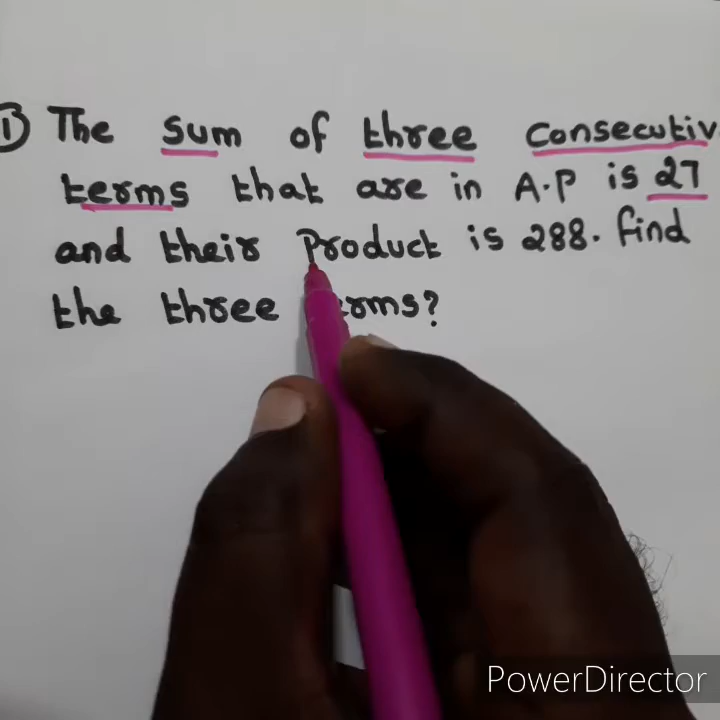 ① The sum of three consecutiv
terms that are in A.P is 27
and their Product is 288. find
the three erms?
PowerDirector